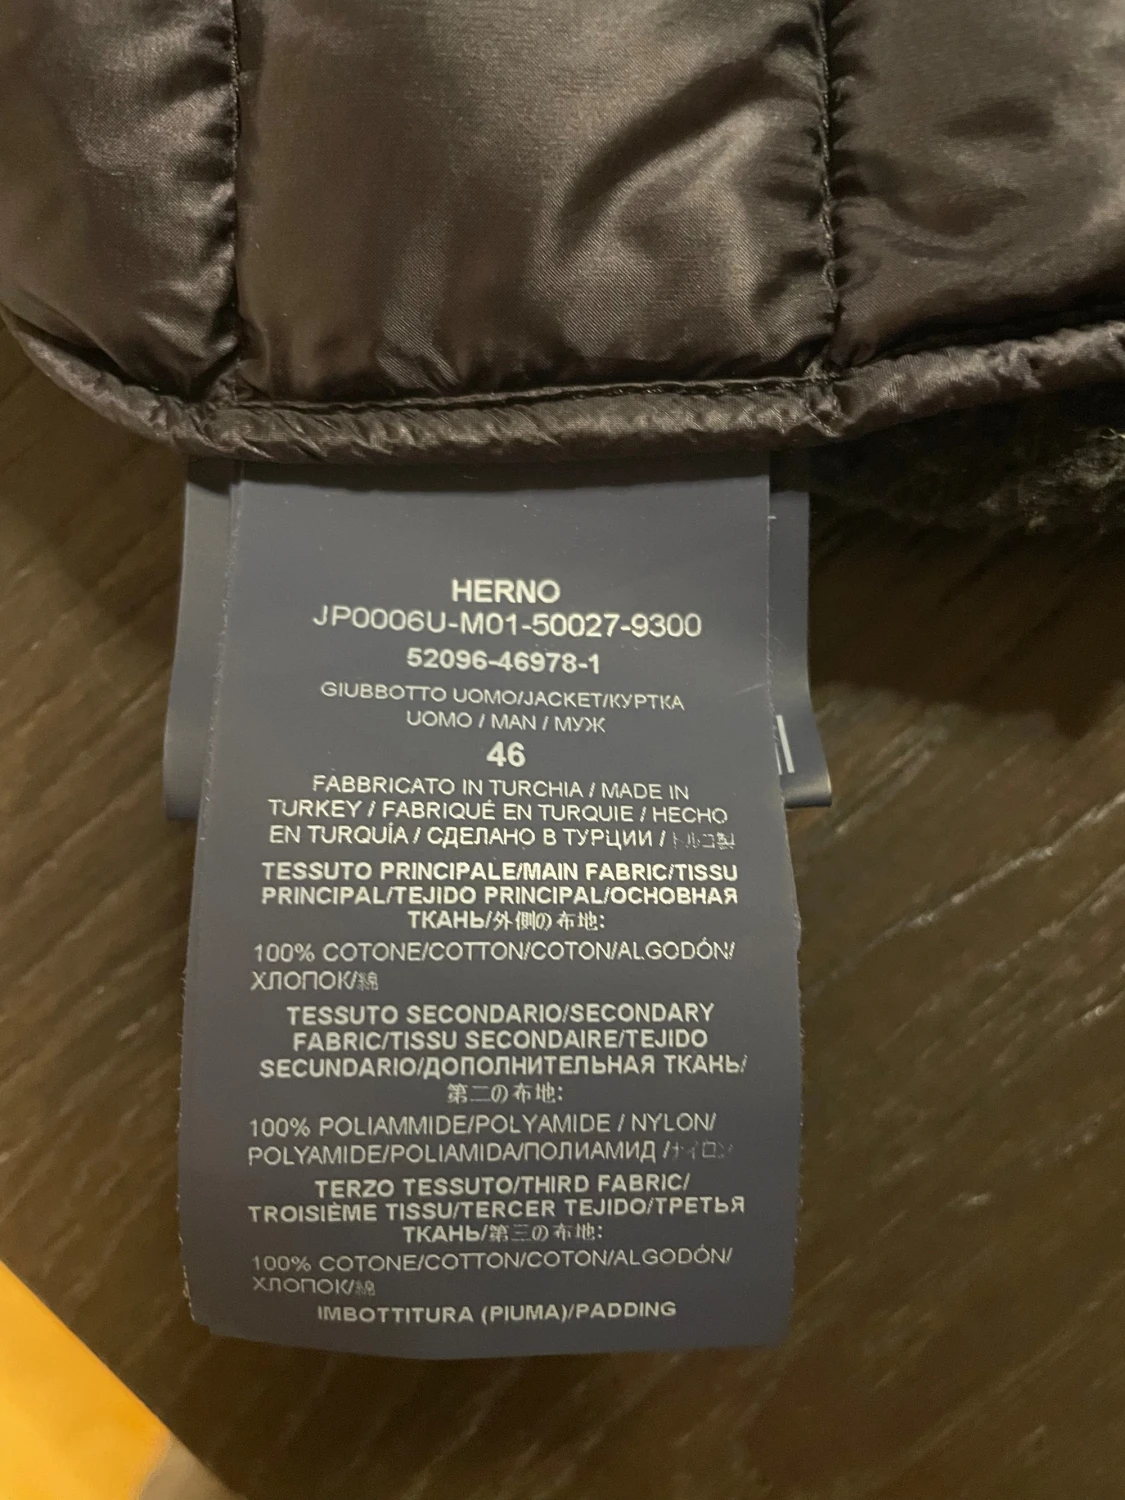 HERNO
JP0006U-M01-50027-9300
52096-46978-1
GIUBBOTTO UOMO/JACKET/КУРТКА
UOMO / MAN / МУЖ
46
FABBRICATO IN TURCHIA / MADE IN
TURKEY / FABRIQUÉ EN TURQUIE / HECHO
EN TURQUÍA / СДЕЛАНО В ТУРЦИИ / トルコ製
TESSUTO PRINCIPALE/MAIN FABRIC/TISSU
PRINCIPAL/TEJIDO PRINCIPAL/ОСНОВНАЯ
ТКАНЬ/外側の布地:
100% COTONE/COTTON/COTON/ALGODÓN/
ХЛОПОК/綿
TESSUTO SECONDARIO/SECONDARY
FABRIC/TISSU SECONDAIRE/TEJIDO
SECUNDARIO/ДОПОЛНИТЕЛЬНАЯ ТКАНЬ/
第二の布地:
100% POLIAMMIDE/POLYAMIDE / NYLON/
POLYAMIDE/POLIAMIDA/ПОЛИАМИД /ナイロン
TERZO TESSUTO/THIRD FABRIC/
TROISIÈME TISSU/TERCER TEJIDO/ТРЕТЬЯ
ТКАНЬ/第三の布地:
100% COTONE/COTTON/COTON/ALGODÓN/
ХЛОПОК/綿
IMBOTTITURA (PIUMA)/PADDING